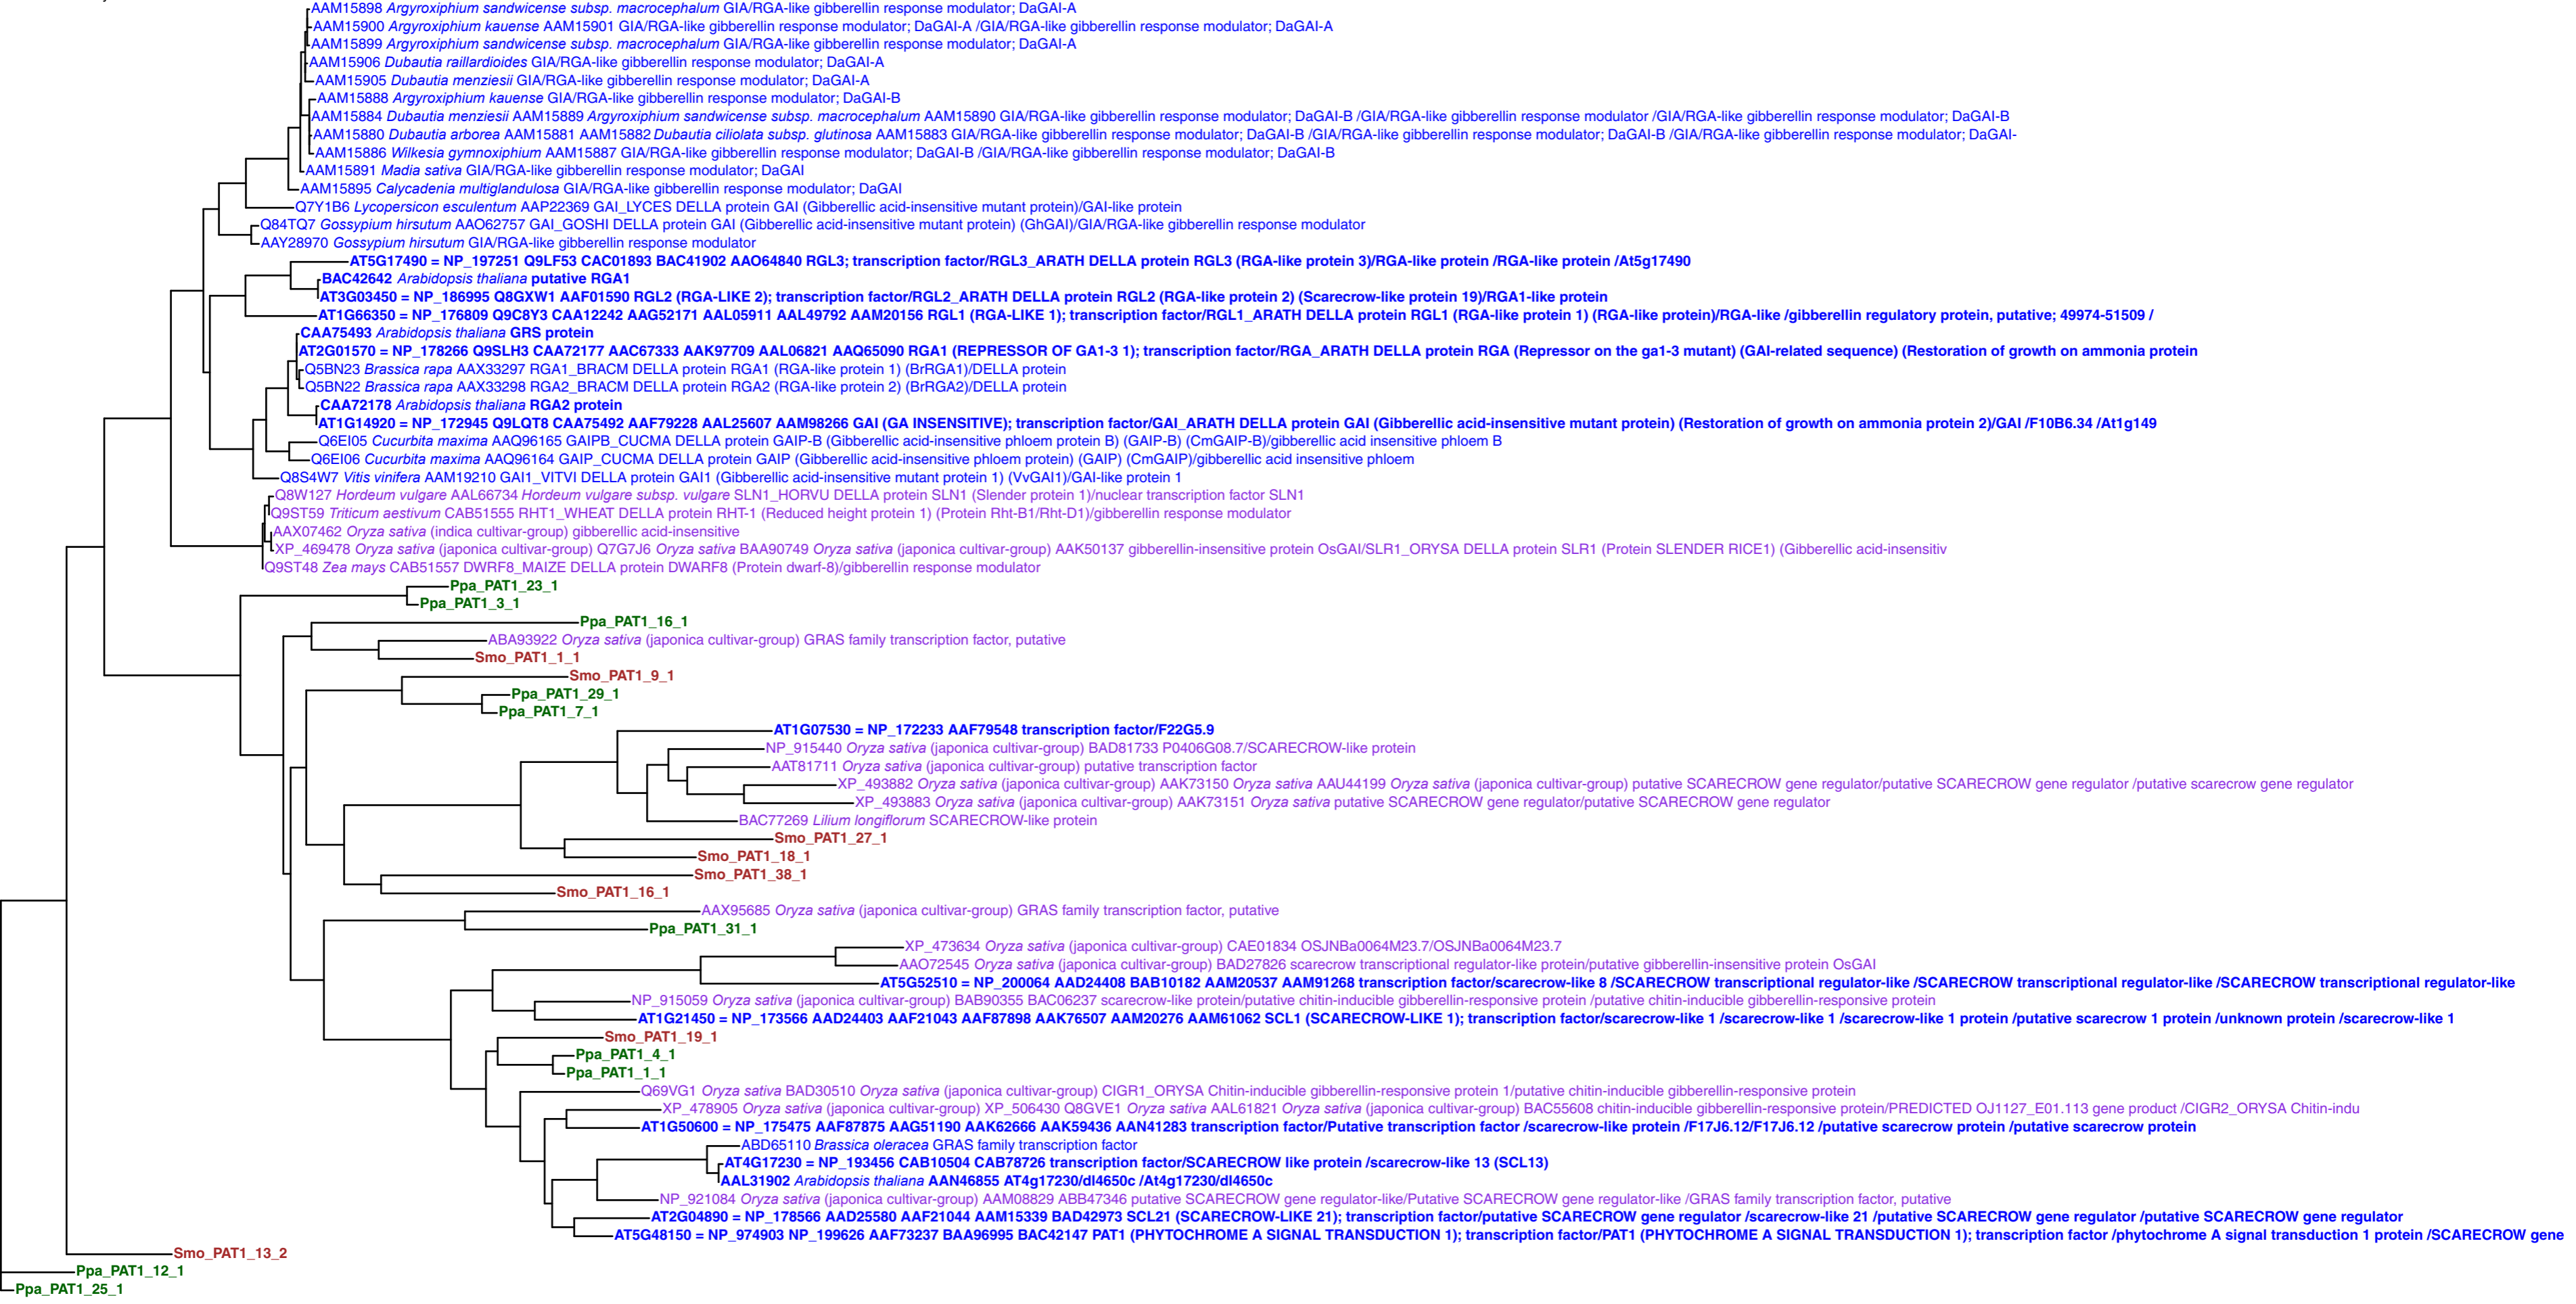 AAM15898 Argyroxiphium sandwicense subsp. macrocephalum GIA/RGA-like gibberellin response modulator; DaGAI-A
AAM15900 Argyroxiphium kauense AAM15901 GIA/RGA-like gibberellin response modulator; DaGAI-A /GIA/RGA-like gibberellin response modulator; DaGAI-A
AAM15899 Argyroxiphium sandwicense subsp. macrocephalum GIA/RGA-like gibberellin response modulator; DaGAI-A
AAM15906 Dubautia raillardioides GIA/RGA-like gibberellin response modulator; DaGAI-A
AAM15905 Dubautia menziesii GIA/RGA-like gibberellin response modulator; DaGAI-A
AAM15888 Argyroxiphium kauense GIA/RGA-like gibberellin response modulator; DaGAI-B
AAM15884 Dubautia menziesii AAM15889 Argyroxiphium sandwicense subsp. macrocephalum AAM15890 GIA/RGA-like gibberellin response modulator; DaGAI-B /GIA/RGA-like gibberellin response modulator /GIA/RGA-like gibberellin response modulator; DaGAI-B
AAM15880 Dubautia arborea AAM15881 AAM15882 Dubautia ciliolata subsp. glutinosa AAM15883 GIA/RGA-like gibberellin response modulator; DaGAI-B /GIA/RGA-like gibberellin response modulator; DaGAI-B /GIA/RGA-like gibberellin response modulator; DaGAI-
AAM15886 Wilkesia gymnoxiphium AAM15887 GIA/RGA-like gibberellin response modulator; DaGAI-B /GIA/RGA-like gibberellin response modulator; DaGAI-B
AAM15891 Madia sativa GIA/RGA-like gibberellin response modulator; DaGAI
AAM15895 Calycadenia multiglandulosa GIA/RGA-like gibberellin response modulator; DaGAI
Q7Y1B6 Lycopersicon esculentum AAP22369 GAI_LYCES DELLA protein GAI (Gibberellic acid-insensitive mutant protein)/GAI-like protein
Q84TQ7 Gossypium hirsutum AAO62757 GAI_GOSHI DELLA protein GAI (Gibberellic acid-insensitive mutant protein) (GhGAI)/GIA/RGA-like gibberellin response modulator
AAY28970 Gossypium hirsutum GIA/RGA-like gibberellin response modulator
AT5G17490 = NP_197251 Q9LF53 CAC01893 BAC41902 AAO64840 RGL3; transcription factor/RGL3_ARATH DELLA protein RGL3 (RGA-like protein 3)/RGA-like protein /RGA-like protein /At5g17490
BAC42642 Arabidopsis thaliana putative RGA1
AT3G03450 = NP_186995 Q8GXW1 AAF01590 RGL2 (RGA-LIKE 2); transcription factor/RGL2_ARATH DELLA protein RGL2 (RGA-like protein 2) (Scarecrow-like protein 19)/RGA1-like protein
AT1G66350 = NP_176809 Q9C8Y3 CAA12242 AAG52171 AAL05911 AAL49792 AAM20156 RGL1 (RGA-LIKE 1); transcription factor/RGL1_ARATH DELLA protein RGL1 (RGA-like protein 1) (RGA-like protein)/RGA-like /gibberellin regulatory protein, putative; 49974-51509 /
CAA75493 Arabidopsis thaliana GRS protein
AT2G01570 = NP_178266 Q9SLH3 CAA72177 AAC67333 AAK97709 AAL06821 AAQ65090 RGA1 (REPRESSOR OF GA1-3 1); transcription factor/RGA_ARATH DELLA protein RGA (Repressor on the ga1-3 mutant) (GAI-related sequence) (Restoration of growth on ammonia protein
Q5BN23 Brassica rapa AAX33297 RGA1_BRACM DELLA protein RGA1 (RGA-like protein 1) (BrRGA1)/DELLA protein
Q5BN22 Brassica rapa AAX33298 RGA2_BRACM DELLA protein RGA2 (RGA-like protein 2) (BrRGA2)/DELLA protein
CAA72178 Arabidopsis thaliana RGA2 protein
AT1G14920 = NP_172945 Q9LQT8 CAA75492 AAF79228 AAL25607 AAM98266 GAI (GA INSENSITIVE); transcription factor/GAI_ARATH DELLA protein GAI (Gibberellic acid-insensitive mutant protein) (Restoration of growth on ammonia protein 2)/GAI /F10B6.34 /At1g149
Q6EI05 Cucurbita maxima AAQ96165 GAIPB_CUCMA DELLA protein GAIP-B (Gibberellic acid-insensitive phloem protein B) (GAIP-B) (CmGAIP-B)/gibberellic acid insensitive phloem B
Q6EI06 Cucurbita maxima AAQ96164 GAIP_CUCMA DELLA protein GAIP (Gibberellic acid-insensitive phloem protein) (GAIP) (CmGAIP)/gibberellic acid insensitive phloem
Q8S4W7 Vitis vinifera AAM19210 GAI1_VITVI DELLA protein GAI1 (Gibberellic acid-insensitive mutant protein 1) (VvGAI1)/GAI-like protein 1
Q8W127 Hordeum vulgare AAL66734 Hordeum vulgare subsp. vulgare SLN1_HORVU DELLA protein SLN1 (Slender protein 1)/nuclear transcription factor SLN1
Q9ST59 Triticum aestivum CAB51555 RHT1_WHEAT DELLA protein RHT-1 (Reduced height protein 1) (Protein Rht-B1/Rht-D1)/gibberellin response modulator
AAX07462 Oryza sativa (indica cultivar-group) gibberellic acid-insensitive
XP_469478 Oryza sativa (japonica cultivar-group) Q7G7J6 Oryza sativa BAA90749 Oryza sativa (japonica cultivar-group) AAK50137 gibberellin-insensitive protein OsGAI/SLR1_ORYSA DELLA protein SLR1 (Protein SLENDER RICE1) (Gibberellic acid-insensitiv
Q9ST48 Zea mays CAB51557 DWRF8_MAIZE DELLA protein DWARF8 (Protein dwarf-8)/gibberellin response modulator
Ppa_PAT1_23_1
Ppa_PAT1_3_1
Ppa_PAT1_16_1
ABA93922 Oryza sativa (japonica cultivar-group) GRAS family transcription factor, putative
Smo_PAT1_1_1
Smo_PAT1_9_1
Ppa_PAT1_29_1
Ppa_PAT1_7_1
AT1G07530 = NP_172233 AAF79548 transcription factor/F22G5.9
NP_915440 Oryza sativa (japonica cultivar-group) BAD81733 P0406G08.7/SCARECROW-like protein
AAT81711 Oryza sativa (japonica cultivar-group) putative transcription factor
XP_493882 Oryza sativa (japonica cultivar-group) AAK73150 Oryza sativa AAU44199 Oryza sativa (japonica cultivar-group) putative SCARECROW gene regulator/putative SCARECROW gene regulator /putative scarecrow gene regulator
XP_493883 Oryza sativa (japonica cultivar-group) AAK73151 Oryza sativa putative SCARECROW gene regulator/putative SCARECROW gene regulator
BAC77269 Lilium longiflorum SCARECROW-like protein
Smo_PAT1_27_1
Smo_PAT1_18_1
Smo_PAT1_38_1
Smo_PAT1_16_1
AAX95685 Oryza sativa (japonica cultivar-group) GRAS family transcription factor, putative
Ppa_PAT1_31_1
XP_473634 Oryza sativa (japonica cultivar-group) CAE01834 OSJNBa0064M23.7/OSJNBa0064M23.7
AAO72545 Oryza sativa (japonica cultivar-group) BAD27826 scarecrow transcriptional regulator-like protein/putative gibberellin-insensitive protein OsGAI
AT5G52510 = NP_200064 AAD24408 BAB10182 AAM20537 AAM91268 transcription factor/scarecrow-like 8 /SCARECROW transcriptional regulator-like /SCARECROW transcriptional regulator-like /SCARECROW transcriptional regulator-like
NP_915059 Oryza sativa (japonica cultivar-group) BAB90355 BAC06237 scarecrow-like protein/putative chitin-inducible gibberellin-responsive protein /putative chitin-inducible gibberellin-responsive protein
AT1G21450 = NP_173566 AAD24403 AAF21043 AAF87898 AAK76507 AAM20276 AAM61062 SCL1 (SCARECROW-LIKE 1); transcription factor/scarecrow-like 1 /scarecrow-like 1 /scarecrow-like 1 protein /putative scarecrow 1 protein /unknown protein /scarecrow-like 1
Smo_PAT1_19_1
Ppa_PAT1_4_1
Ppa_PAT1_1_1
Q69VG1 Oryza sativa BAD30510 Oryza sativa (japonica cultivar-group) CIGR1_ORYSA Chitin-inducible gibberellin-responsive protein 1/putative chitin-inducible gibberellin-responsive protein
XP_478905 Oryza sativa (japonica cultivar-group) XP_506430 Q8GVE1 Oryza sativa AAL61821 Oryza sativa (japonica cultivar-group) BAC55608 chitin-inducible gibberellin-responsive protein/PREDICTED OJ1127_E01.113 gene product /CIGR2_ORYSA Chitin-indu
AT1G50600 = NP_175475 AAF87875 AAG51190 AAK62666 AAK59436 AAN41283 transcription factor/Putative transcription factor /scarecrow-like protein /F17J6.12/F17J6.12 /putative scarecrow protein /putative scarecrow protein
ABD65110 Brassica oleracea GRAS family transcription factor
AT4G17230 = NP_193456 CAB10504 CAB78726 transcription factor/SCARECROW like protein /scarecrow-like 13 (SCL13)
AAL31902 Arabidopsis thaliana AAN46855 AT4g17230/dl4650c /At4g17230/dl4650c
NP_921084 Oryza sativa (japonica cultivar-group) AAM08829 ABB47346 putative SCARECROW gene regulator-like/Putative SCARECROW gene regulator-like /GRAS family transcription factor, putative
AT2G04890 = NP_178566 AAD25580 AAF21044 AAM15339 BAD42973 SCL21 (SCARECROW-LIKE 21); transcription factor/putative SCARECROW gene regulator /scarecrow-like 21 /putative SCARECROW gene regulator /putative SCARECROW gene regulator
AT5G48150 = NP_974903 NP_199626 AAF73237 BAA96995 BAC42147 PAT1 (PHYTOCHROME A SIGNAL TRANSDUCTION 1); transcription factor/PAT1 (PHYTOCHROME A SIGNAL TRANSDUCTION 1); transcription factor /phytochrome A signal transduction 1 protein /SCARECROW gene
Smo_PAT1_13_2
Ppa_PAT1_12_1
Ppa_PAT1_25_1